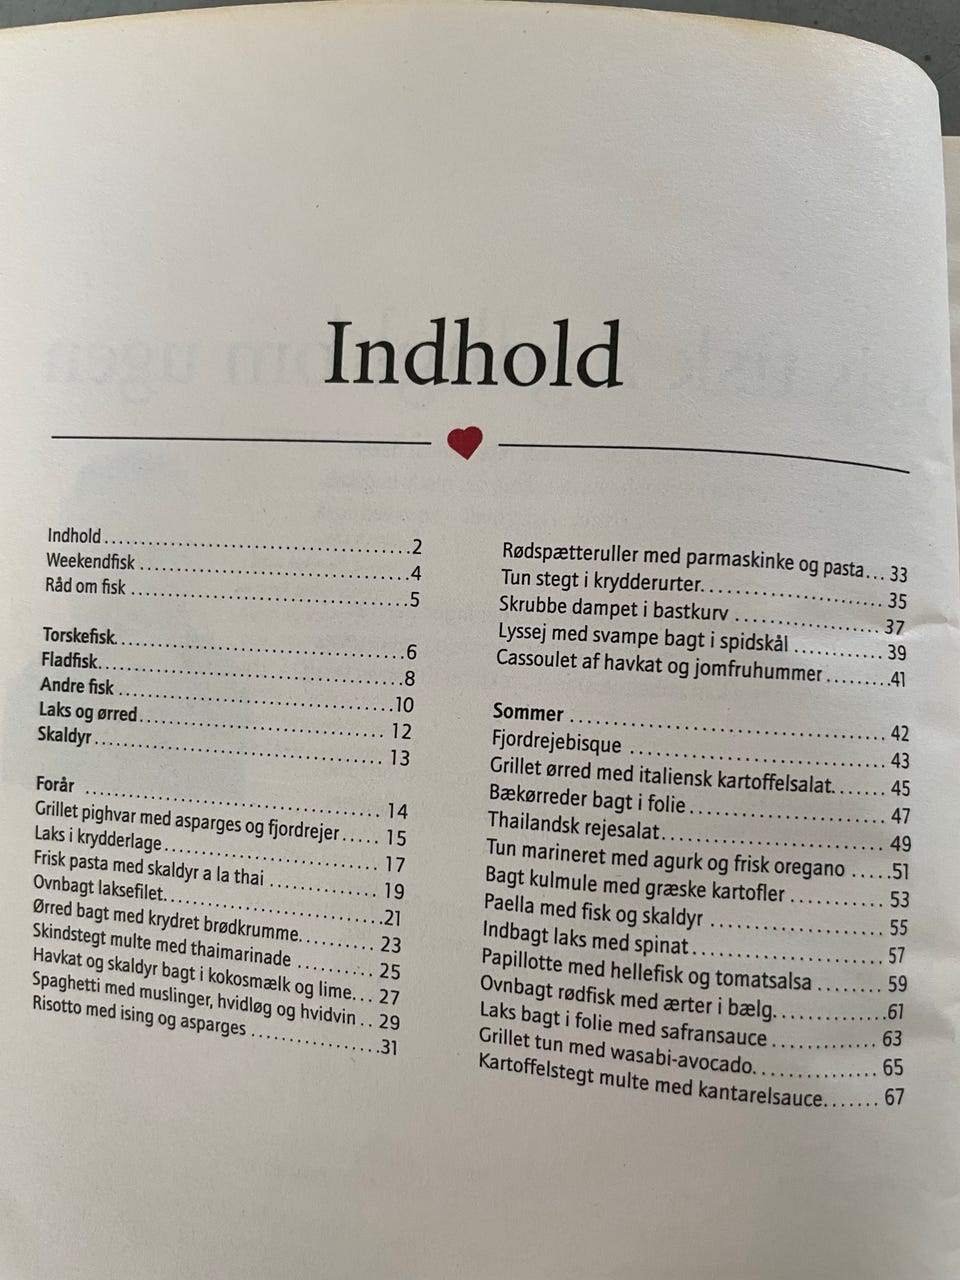 Indhold
Indhold..........................................2
Weekendfisk.....................................4
Råd om fisk......................................5
Torskefisk........................................6
Fladfisk...........................................8
Andre fisk.......................................10
Laks og ørred................................... 12
Skaldyr.......................................... 13
Forår ............................................ 14
Grillet pighvar med asparges og fjordrejer..... 15
Laks i krydderlage............................... 17
Frisk pasta med skaldyr a la thai ............... 19
Ovnbagt laksefilet...............................21
Ørred bagt med krydret brødkrumme.......... 23
Skindstegt multe med thaimarinade .......... 25
Havkat og skaldyr bagt i kokosmælk og lime... 27
Spaghetti med muslinger, hvidløg og hvidvin .. 29
Risotto med ising og asparges .................31
Rødspætteruller med parmaskinke og pasta... 33
Tun stegt i krydderurter......................... 35
Skrubbe dampet i bastkurv ................... 37
Lyssej med svampe bagt i spidskål ............ 39
Cassoulet af havkat og jomfruhummer.........41
Sommer ......................................... 42
Fjordrejebisque .................................. 43
Grillet ørred med italiensk kartoffelsalat....... 45
Bækørreder bagt i folie.......................... 47
Thailandsk rejesalat.............................. 49
Tun marineret med agurk og frisk oregano .....51
Bagt kulmule med græske kartofler ............ 53
Paella med fisk og skaldyr ...................... 55
Indbagt laks med spinat......................... 57
Papillotte med hellefisk og tomatsalsa ........ 59
Ovnbagt rødfisk med ærter i bælg..............61
Laks bagt i folie med safransauce ............. 63
Grillet tun med wasabi-avocado................ 65
Kartoffelstegt multe med kantarelsauce....... 67